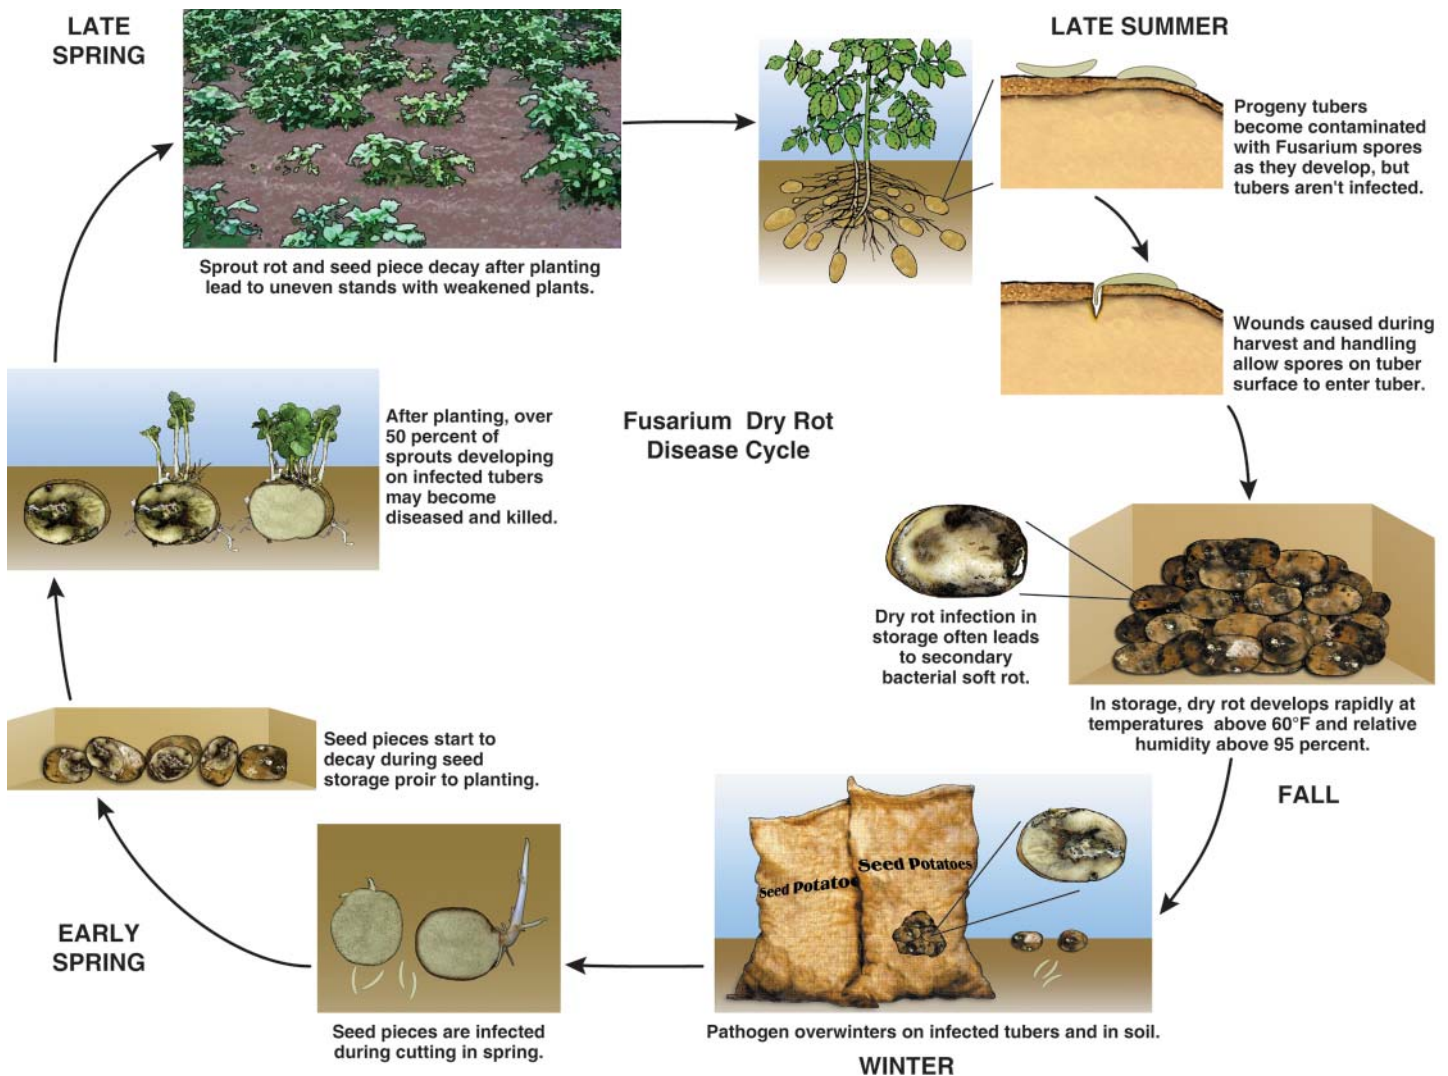 LATE
SPRING
Sprout rot and seed piece decay after planting
lead to uneven stands with weakened plants.
LATE SUMMER
Progeny tubers
become contaminated
with Fusarium spores
as they develop, but
tubers aren't infected.
Wounds caused during
harvest and handling
allow spores on tuber
surface to enter tuber.
After planting, over
50 percent of
sprouts developing
on infected tubers
may become
diseased and killed.
Fusarium Dry Rot
Disease Cycle
Dry rot infection in
storage often leads
to secondary
bacterial soft rot.
In storage, dry rot develops rapidly at
temperatures above 60°F and relative
humidity above 95 percent.
FALL
Seed pieces start to
decay during seed
storage proir to planting.
Seed Potatoe
Seed Potatoes
EARLY
SPRING
Seed pieces are infected
during cutting in spring.
Pathogen overwinters on infected tubers and in soil.
WINTER